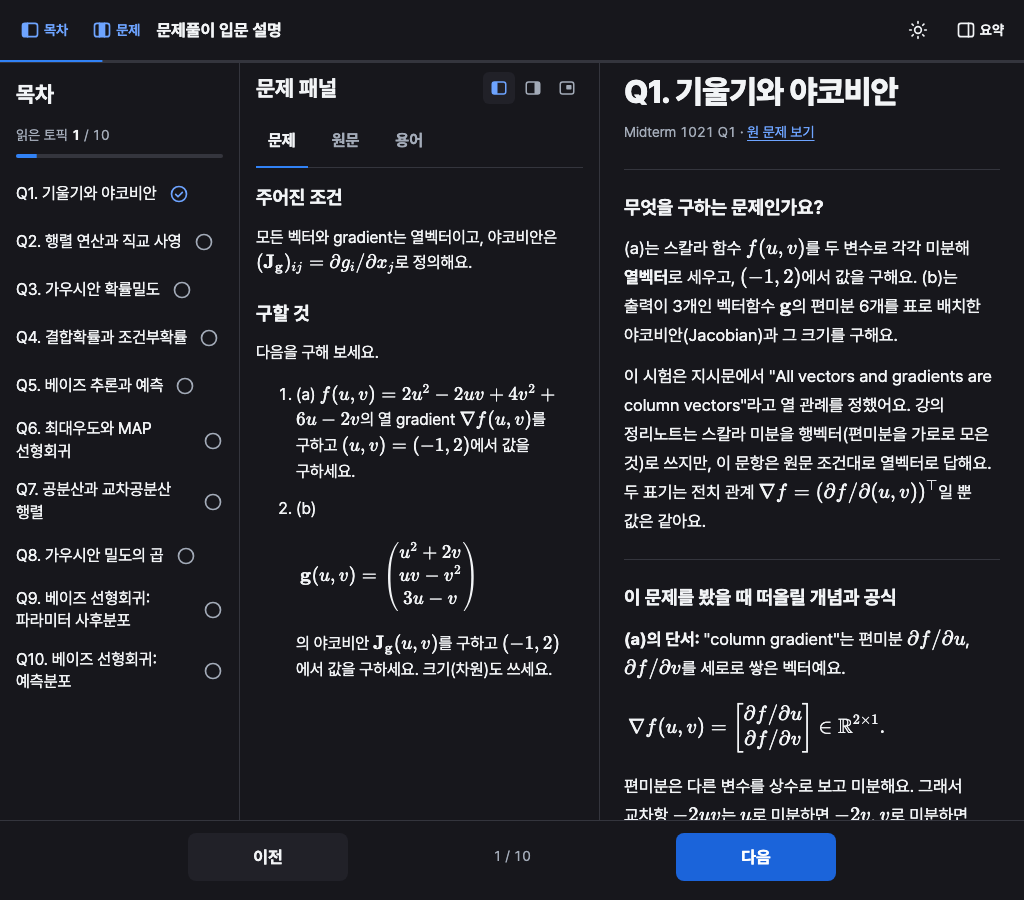 목차 문제 문제풀이 입문 설명 요약
목차
읽은 토픽 1 / 10
Q1. 기울기와 야코비안
Q2. 행렬 연산과 직교 사영
Q3. 가우시안 확률밀도
Q4. 결합확률과 조건부확률
Q5. 베이즈 추론과 예측
Q6. 최대우도와 MAP
선형회귀
Q7. 공분산과 교차공분산
행렬
Q8. 가우시안 밀도의 곱
Q9. 베이즈 선형회귀:
파라미터 사후분포
Q10. 베이즈 선형회귀:
예측분포
문제 패널
문제 원문 용어
주어진 조건
모든 벡터와 gradient는 열벡터이고, 야코비안은
(J_g)_{ij} = ∂g_i/∂x_j로 정의해요.
구할 것
다음을 구해 보세요.
1. (a) f(u, v) = 2u² − 2uv + 4v² +
6u − 2v의 열 gradient ∇f(u, v)를
구하고 (u, v) = (−1, 2)에서 값을
구하세요.
2. (b)
g(u, v) = (u² + 2v
uv − v²
3u − v)
의 야코비안 J_g(u, v)를 구하고 (−1, 2)
에서 값을 구하세요. 크기(차원)도 쓰세요.
Q1. 기울기와 야코비안
Midterm 1021 Q1 · 원 문제 보기
무엇을 구하는 문제인가요?
(a)는 스칼라 함수 f(u, v)를 두 변수로 각각 미분해
열벡터로 세우고, (−1, 2)에서 값을 구해요. (b)는
출력이 3개인 벡터함수 g의 편미분 6개를 표로 배치한
야코비안(Jacobian)과 그 크기를 구해요.
이 시험은 지시문에서 "All vectors and gradients are
column vectors"라고 열 관례를 정했어요. 강의
정리노트는 스칼라 미분을 행벡터(편미분을 가로로 모은
것)로 쓰지만, 이 문항은 원문 조건대로 열벡터로 답해요.
두 표기는 전치 관계 ∇f = (∂f/∂(u, v))^⊤일 뿐
값은 같아요.
이 문제를 봤을 때 떠올릴 개념과 공식
(a)의 단서: "column gradient"는 편미분 ∂f/∂u,
∂f/∂v를 세로로 쌓은 벡터예요.
∇f(u, v) = [∂f/∂u
∂f/∂v] ∈ ℝ^{2×1}.
편미분은 다른 변수를 상수로 보고 미분해요. 그래서
교차항 −2uv는 u로 미분하면 −2v, v로 미분하면
이전 1 / 10 다음